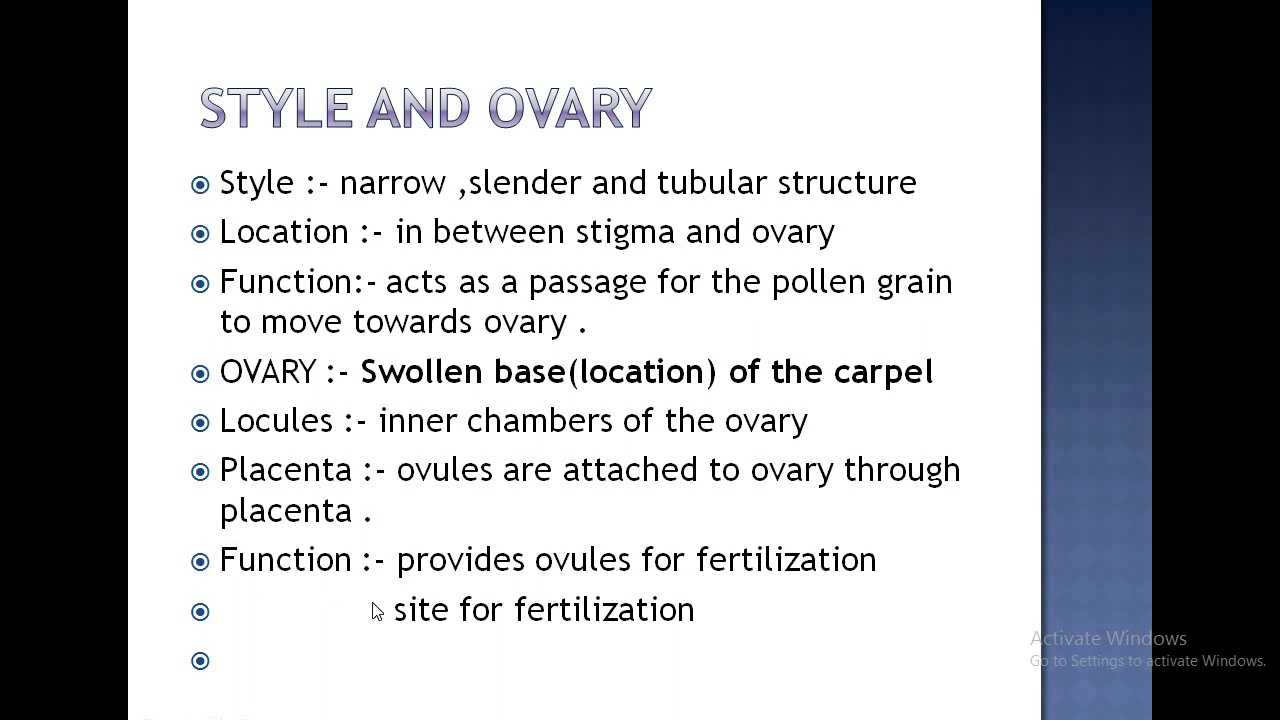 STYLE AND OVARY
Style :- narrow ,slender and tubular structure
Location :- in between stigma and ovary
Function:- acts as a passage for the pollen grain
to move towards ovary .
OVARY :- Swollen base(location) of the carpel
Locules :- inner chambers of the ovary
Placenta :- ovules are attached to ovary through
placenta .
Function :- provides ovules for fertilization
site for fertilization
Activate Windows
Go to Settings to activate Windows.